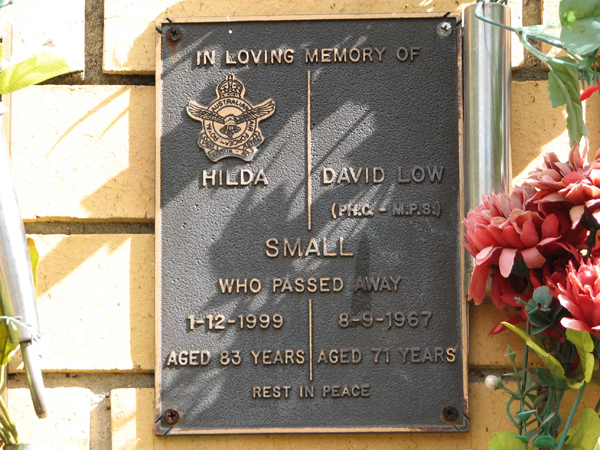 IN LOVING MEMORY OF
AUSTRALIAN
HILDA
DAVID LOW
(PH.C. - M.P.S.)
SMALL
WHO PASSED AWAY
1-12-1999
8-9-1967
AGED 83 YEARS
AGED 71 YEARS
REST IN PEACE